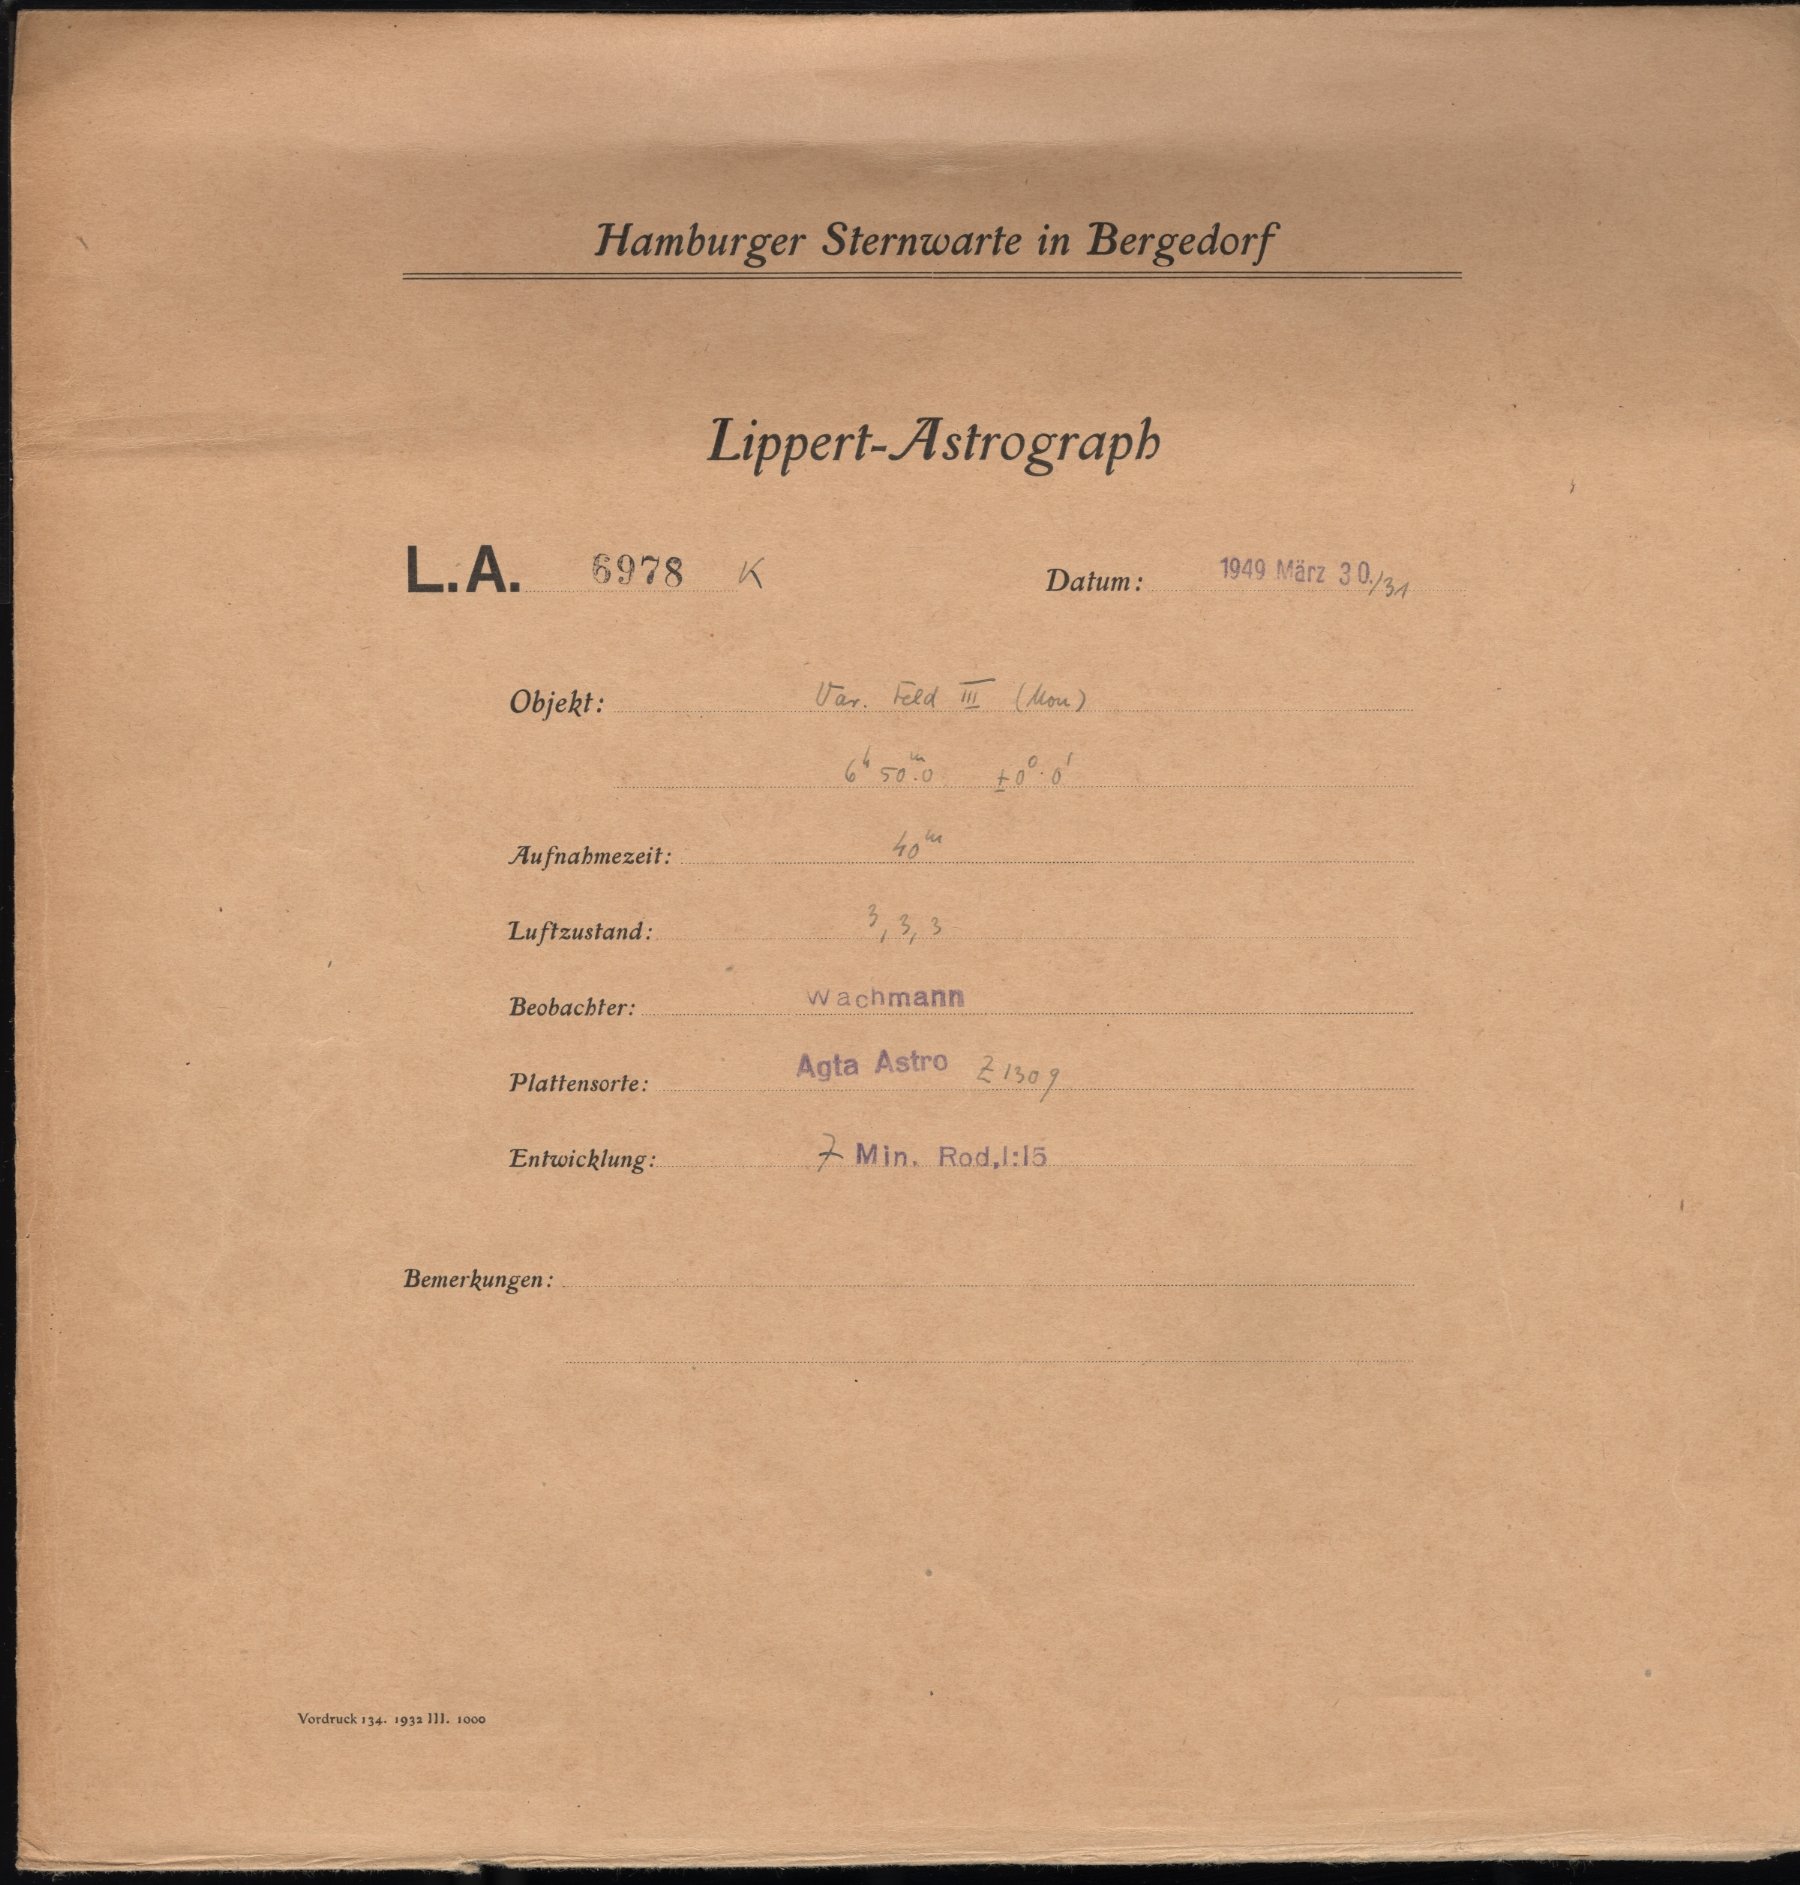 Hamburger Sternwarte in Bergedorf
Lippert-Astrograph
L.A. 6978 K Datum: 1949 März 30./31
Objekt: Var. Feld III (Mon)
6h 50m.0 ±0°.0'
Aufnahmezeit: 40m
Luftzustand: 3, 3, 3
Beobachter: Wachmann
Plattensorte: Agfa Astro Z 1309
Entwicklung: 7 Min. Rod, 1:15
Bemerkungen:
Vordruck 134. 1932 III. 1000